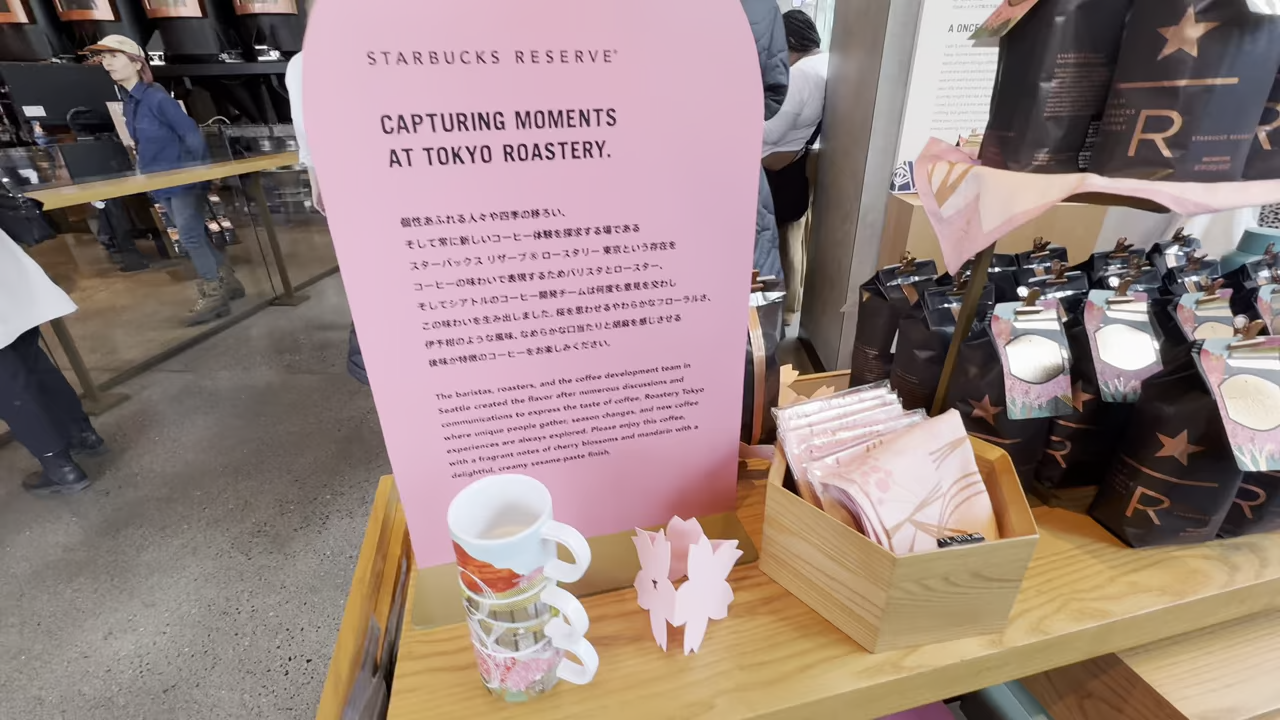 STARBUCKS RESERVE®
CAPTURING MOMENTS
AT TOKYO ROASTERY.
個性あふれる人々や四季の移ろい、
そして常に新しいコーヒー体験を探求する場である
スターバックス リザーブ® ロースタリー 東京という存在を
コーヒーの味わいで表現するためバリスタとロースター、
そしてシアトルのコーヒー開発チームは何度も意見を交わし
この味わいを生み出しました。桜を思わせるやわらかなフローラルさ、
伊予柑のような風味、なめらかな口当たりと胡麻を感じさせる
後味が特徴のコーヒーをお楽しみください。
The baristas, roasters, and the coffee development team in
Seattle created the flavor after numerous discussions and
communications to express the taste of coffee, Roastery Tokyo
where unique people gather, season changes, and new coffee
experiences are always explored. Please enjoy this coffee,
with a fragrant notes of cherry blossoms and mandarin with a
delightful, creamy sesame-paste finish.
A ONCE
R
STARBUCKS RESERVE
R
R
R